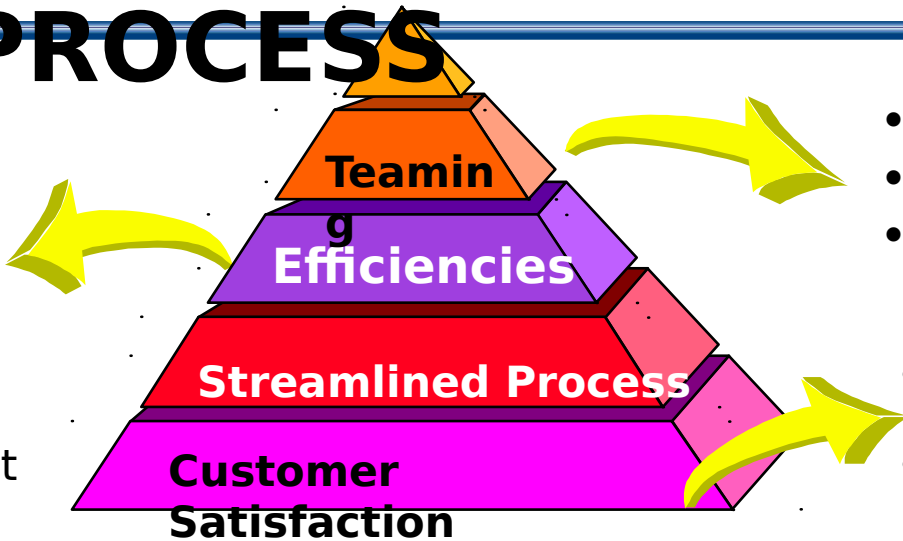 PROCESS
Teamin
g
Efficiencies
Streamlined Process
t
Customer
Satisfaction